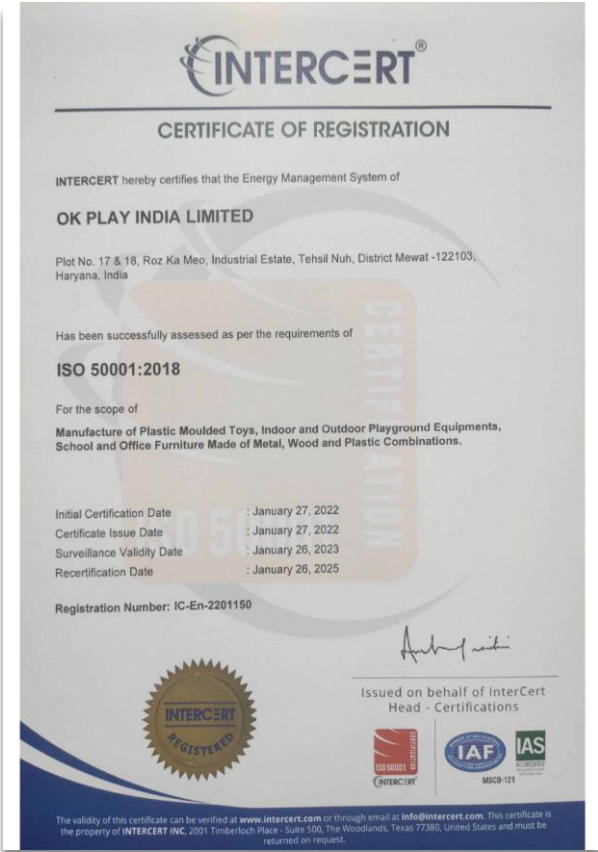 INTERCERT®
CERTIFICATE OF REGISTRATION
INTERCERT hereby certifies that the Energy Management System of
OK PLAY INDIA LIMITED
Plot No. 17 & 18, Roz Ka Meo, Industrial Estate, Tehsil Nuh, District Mewat -122103,
Haryana, India
Has been successfully assessed as per the requirements of
ISO 50001:2018
For the scope of
Manufacture of Plastic Moulded Toys, Indoor and Outdoor Playground Equipments,
School and Office Furniture Made of Metal, Wood and Plastic Combinations.
Initial Certification Date : January 27, 2022
Certificate Issue Date : January 27, 2022
Surveillance Validity Date : January 26, 2023
Recertification Date : January 26, 2025
Registration Number: IC-En-2201150
CERTIFICATION
ISO 50
Issued on behalf of InterCert
Head - Certifications
INTERCERT
REGISTERED
ISO 50001
CERTIFICATION
INTERCERT
IAF
IAS
ACCREDITED
MSCB-121
The validity of this certificate can be verified at www.intercert.com or through email at info@intercert.com. This certificate is
the property of INTERCERT INC, 2001 Timberloch Place - Suite 500, The Woodlands, Texas 77380, United States and must be
returned on request.